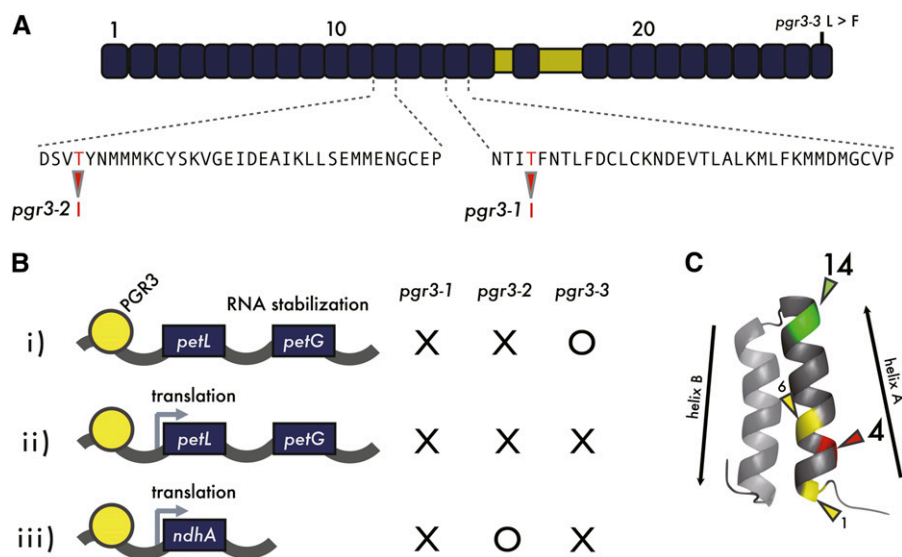 A
1 10 20 pgr3-3 L > F
DSVTYNMMMKCYSKVGEIDEAIKLLSEMMENGCEP NTITFNTLFDCLCKNDEVTLALKMLFKMMDMGCVP
pgr3-2 I pgr3-1 I
B
PGR3 RNA stabilization pgr3-1 pgr3-2 pgr3-3
i) petL petG X X O
translation
ii) petL petG X X X
translation
iii) ndhA X O X
C
14
helix B
helix A
6
4
1